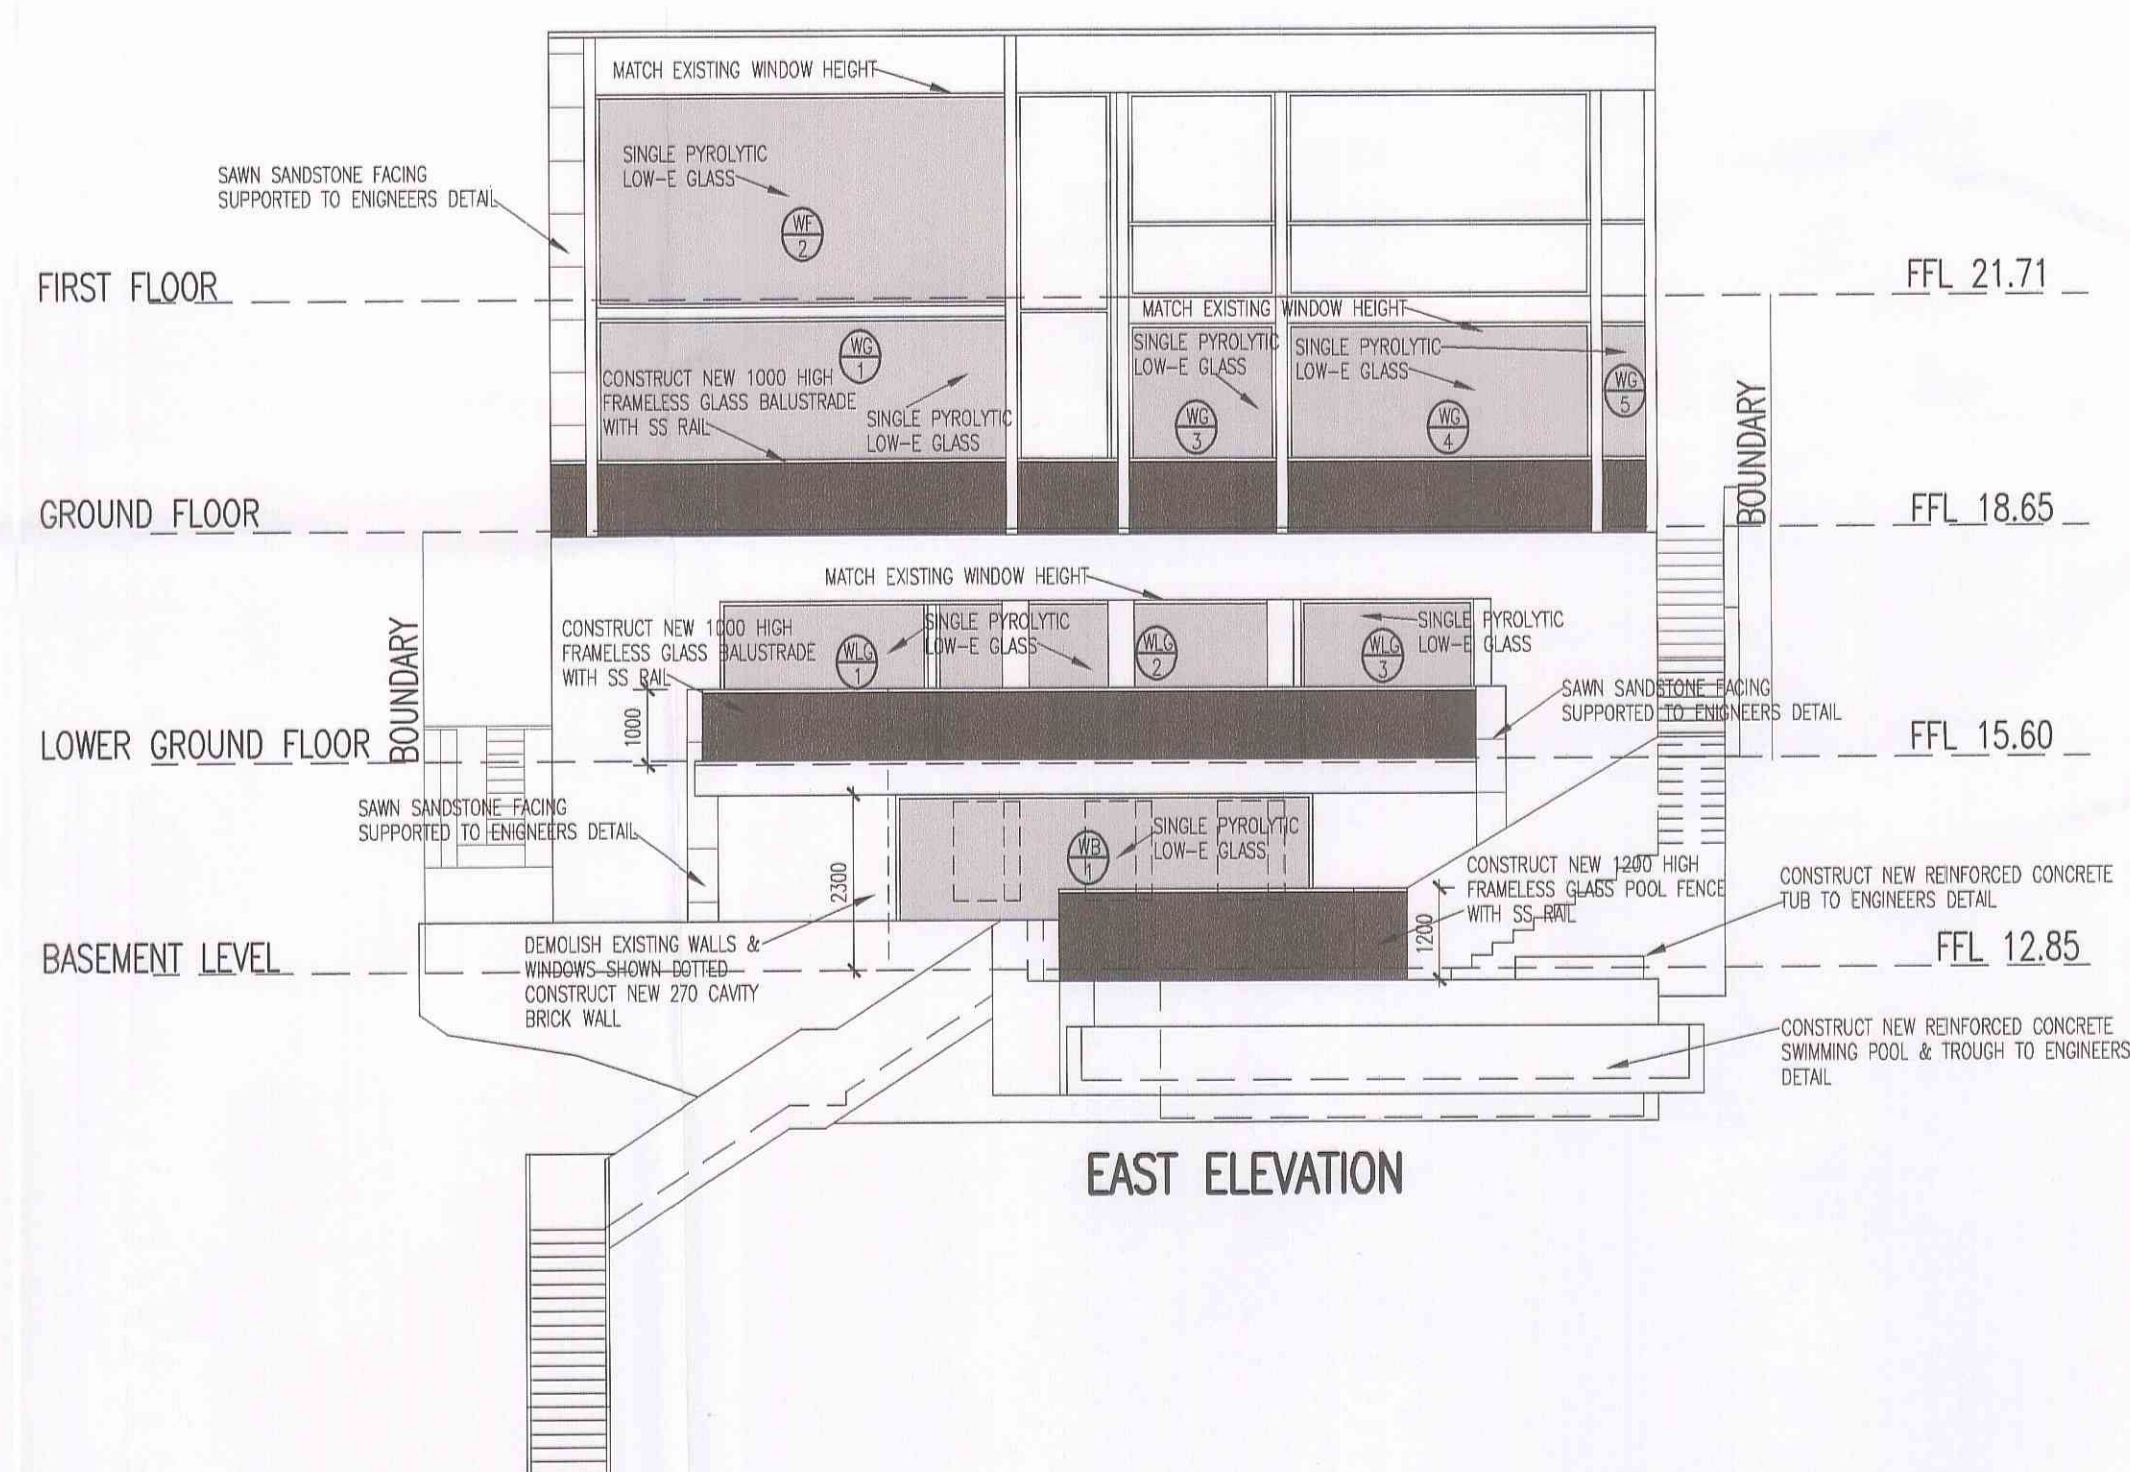 MATCH EXISTING WINDOW HEIGHT
SINGLE PYROLYTIC
LOW-E GLASS
WF
2
SAWN SANDSTONE FACING
SUPPORTED TO ENIGNEERS DETAIL
FIRST FLOOR
FFL 21.71
MATCH EXISTING WINDOW HEIGHT
WG
1
CONSTRUCT NEW 1000 HIGH
FRAMELESS GLASS BALUSTRADE
WITH SS RAIL
SINGLE PYROLYTIC
LOW-E GLASS
SINGLE PYROLYTIC
LOW-E GLASS
WG
3
SINGLE PYROLYTIC
LOW-E GLASS
WG
4
WG
5
BOUNDARY
GROUND FLOOR
FFL 18.65
MATCH EXISTING WINDOW HEIGHT
CONSTRUCT NEW 1000 HIGH
FRAMELESS GLASS BALUSTRADE
WITH SS RAIL
WLG
1
SINGLE PYROLYTIC
LOW-E GLASS
WLG
2
WLG
3
SINGLE PYROLYTIC
LOW-E GLASS
BOUNDARY
1000
SAWN SANDSTONE FACING
SUPPORTED TO ENIGNEERS DETAIL
LOWER GROUND FLOOR
FFL 15.60
SAWN SANDSTONE FACING
SUPPORTED TO ENIGNEERS DETAIL
2300
WB
1
SINGLE PYROLYTIC
LOW-E GLASS
CONSTRUCT NEW 1200 HIGH
FRAMELESS GLASS POOL FENCE
WITH SS RAIL
1200
CONSTRUCT NEW REINFORCED CONCRETE
TUB TO ENGINEERS DETAIL
BASEMENT LEVEL
FFL 12.85
DEMOLISH EXISTING WALLS &
WINDOWS SHOWN DOTTED
CONSTRUCT NEW 270 CAVITY
BRICK WALL
CONSTRUCT NEW REINFORCED CONCRETE
SWIMMING POOL & TROUGH TO ENGINEERS
DETAIL
EAST ELEVATION